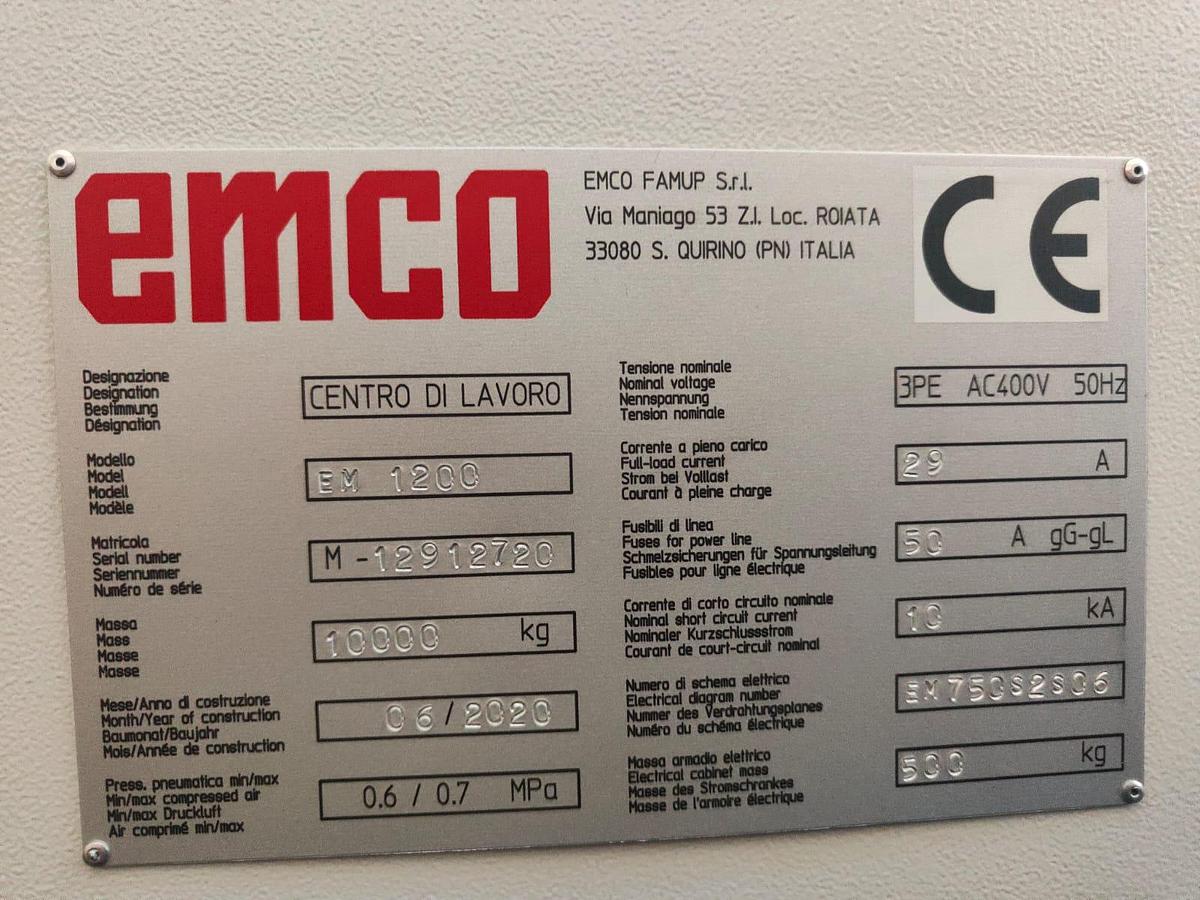 emco
EMCO FAMUP S.r.l.
Via Maniago 53 Z.I. Loc. ROIATA
33080 S. QUIRINO (PN) ITALIA
CE
Designazione
Designation
Bestimmung
Désignation
CENTRO DI LAVORO
Modello
Model
Modell
Modèle
EM 1200
Matricola
Serial number
Seriennummer
Numéro de série
M -12912720
Massa
Mass
Masse
Masse
10000 kg
Mese/Anno di costruzione
Month/Year of construction
Baumonat/Baujahr
Mois/Année de construction
06/2020
Press. pneumatica min/max
Min/max compressed air
Min/max Druckluft
Air comprimé min/max
0.6 / 0.7 MPa
Tensione nominale
Nominal voltage
Nennspannung
Tension nominale
3PE AC400V 50Hz
Corrente a pieno carico
Full-load current
Strom bei Volllast
Courant à pleine charge
29 A
Fusibili di linea
Fuses for power line
Schmelzsicherungen für Spannungsleitung
Fusibles pour ligne électrique
50 A gG-gL
Corrente di corto circuito nominale
Nominal short circuit current
Nominaler Kurzschlussstrom
Courant de court-circuit nominal
10 kA
Numero di schema elettrico
Electrical diagram number
Nummer des Verdrahtungsplanes
Numéro du schéma électrique
EM750S2S06
Massa armadio elettrico
Electrical cabinet mass
Masse des Stromschrankes
Masse de l'armoire électrique
500 kg